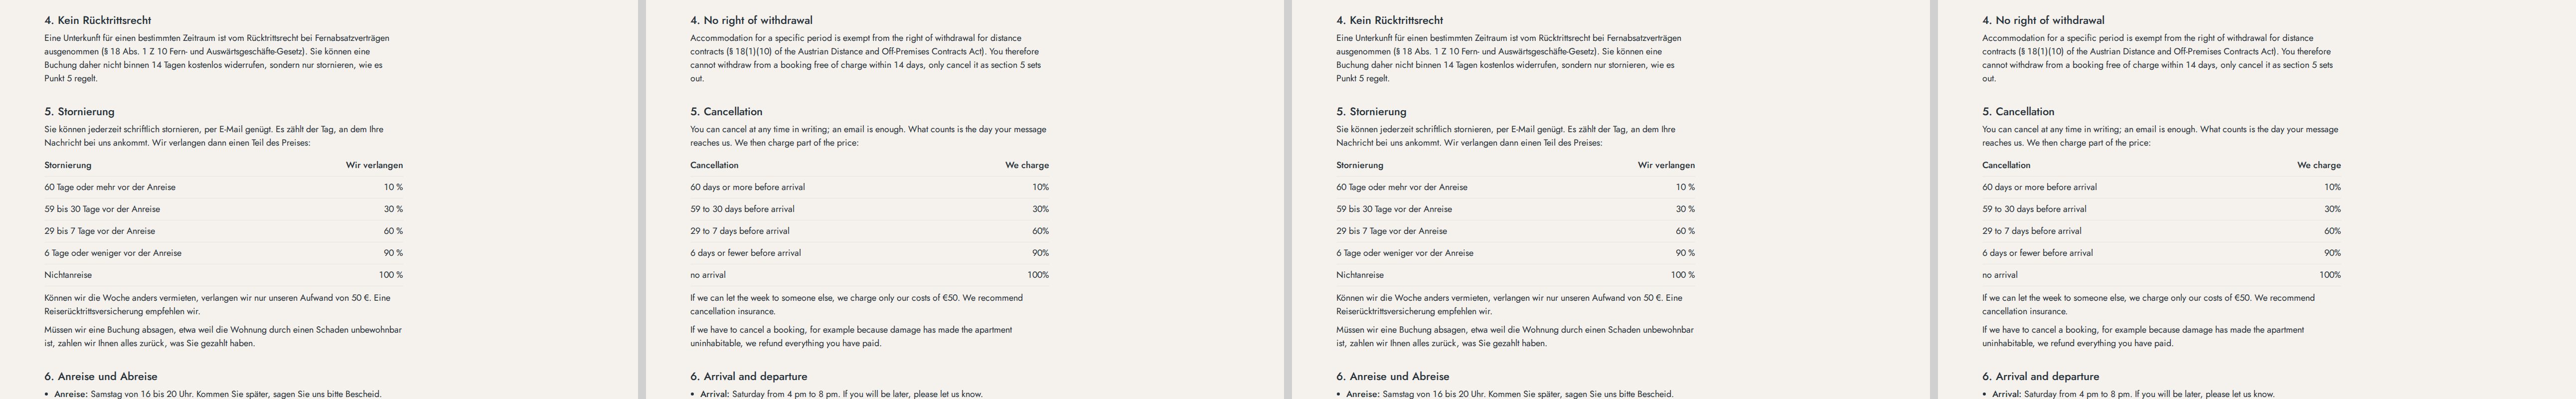 4. Kein Rücktrittsrecht
Eine Unterkunft für einen bestimmten Zeitraum ist vom Rücktrittsrecht bei Fernabsatzverträgen
ausgenommen (§ 18 Abs. 1 Z 10 Fern- und Auswärtsgeschäfte-Gesetz). Sie können eine
Buchung daher nicht binnen 14 Tagen kostenlos widerrufen, sondern nur stornieren, wie es
Punkt 5 regelt.
5. Stornierung
Sie können jederzeit schriftlich stornieren, per E-Mail genügt. Es zählt der Tag, an dem Ihre
Nachricht bei uns ankommt. Wir verlangen dann einen Teil des Preises:
Stornierung Wir verlangen
60 Tage oder mehr vor der Anreise 10 %
59 bis 30 Tage vor der Anreise 30 %
29 bis 7 Tage vor der Anreise 60 %
6 Tage oder weniger vor der Anreise 90 %
Nichtanreise 100 %
Können wir die Woche anders vermieten, verlangen wir nur unseren Aufwand von 50 €. Eine
Reiserücktrittsversicherung empfehlen wir.
Müssen wir eine Buchung absagen, etwa weil die Wohnung durch einen Schaden unbewohnbar
ist, zahlen wir Ihnen alles zurück, was Sie gezahlt haben.
6. Anreise und Abreise
• Anreise: Samstag von 16 bis 20 Uhr. Kommen Sie später, sagen Sie uns bitte Bescheid.
4. No right of withdrawal
Accommodation for a specific period is exempt from the right of withdrawal for distance
contracts (§ 18(1)(10) of the Austrian Distance and Off-Premises Contracts Act). You therefore
cannot withdraw from a booking free of charge within 14 days, only cancel it as section 5 sets
out.
5. Cancellation
You can cancel at any time in writing; an email is enough. What counts is the day your message
reaches us. We then charge part of the price:
Cancellation We charge
60 days or more before arrival 10%
59 to 30 days before arrival 30%
29 to 7 days before arrival 60%
6 days or fewer before arrival 90%
no arrival 100%
If we can let the week to someone else, we charge only our costs of €50. We recommend
cancellation insurance.
If we have to cancel a booking, for example because damage has made the apartment
uninhabitable, we refund everything you have paid.
6. Arrival and departure
• Arrival: Saturday from 4 pm to 8 pm. If you will be later, please let us know.
4. Kein Rücktrittsrecht
Eine Unterkunft für einen bestimmten Zeitraum ist vom Rücktrittsrecht bei Fernabsatzverträgen
ausgenommen (§ 18 Abs. 1 Z 10 Fern- und Auswärtsgeschäfte-Gesetz). Sie können eine
Buchung daher nicht binnen 14 Tagen kostenlos widerrufen, sondern nur stornieren, wie es
Punkt 5 regelt.
5. Stornierung
Sie können jederzeit schriftlich stornieren, per E-Mail genügt. Es zählt der Tag, an dem Ihre
Nachricht bei uns ankommt. Wir verlangen dann einen Teil des Preises:
Stornierung Wir verlangen
60 Tage oder mehr vor der Anreise 10 %
59 bis 30 Tage vor der Anreise 30 %
29 bis 7 Tage vor der Anreise 60 %
6 Tage oder weniger vor der Anreise 90 %
Nichtanreise 100 %
Können wir die Woche anders vermieten, verlangen wir nur unseren Aufwand von 50 €. Eine
Reiserücktrittsversicherung empfehlen wir.
Müssen wir eine Buchung absagen, etwa weil die Wohnung durch einen Schaden unbewohnbar
ist, zahlen wir Ihnen alles zurück, was Sie gezahlt haben.
6. Anreise und Abreise
• Anreise: Samstag von 16 bis 20 Uhr. Kommen Sie später, sagen Sie uns bitte Bescheid.
4. No right of withdrawal
Accommodation for a specific period is exempt from the right of withdrawal for distance
contracts (§ 18(1)(10) of the Austrian Distance and Off-Premises Contracts Act). You therefore
cannot withdraw from a booking free of charge within 14 days, only cancel it as section 5 sets
out.
5. Cancellation
You can cancel at any time in writing; an email is enough. What counts is the day your message
reaches us. We then charge part of the price:
Cancellation We charge
60 days or more before arrival 10%
59 to 30 days before arrival 30%
29 to 7 days before arrival 60%
6 days or fewer before arrival 90%
no arrival 100%
If we can let the week to someone else, we charge only our costs of €50. We recommend
cancellation insurance.
If we have to cancel a booking, for example because damage has made the apartment
uninhabitable, we refund everything you have paid.
6. Arrival and departure
• Arrival: Saturday from 4 pm to 8 pm. If you will be later, please let us know.